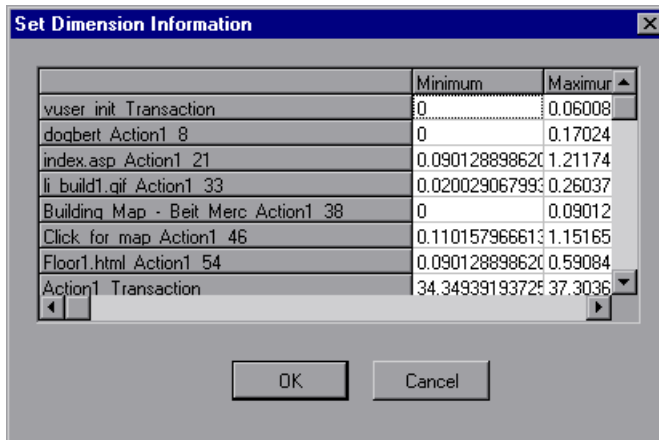 Set Dimension Information
Minimum Maximur
vuser init Transaction 0 0.06008
dogbert Action1 8 0 0.17024
index.asp Action1 21 0.090128898620 1.21174
li build1.gif Action1 33 0.020029067993 0.26037
Building Map - Beit Merc Action1 38 0 0.09012
Click for map Action1 46 0.110157966613 1.15165
Floor1.html Action1 54 0.090128898620 0.59084
Action1 Transaction 34.34939193725 37.3036
OK Cancel